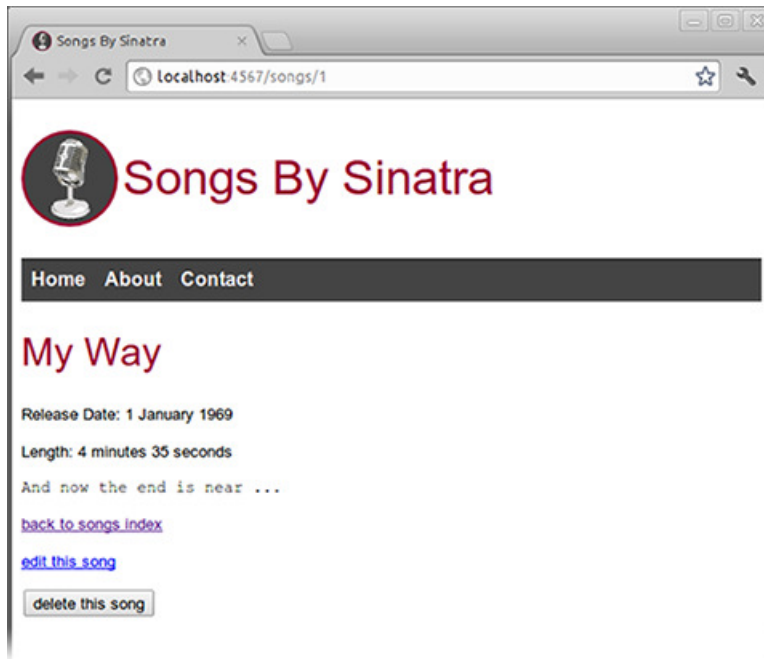 Songs By Sinatra
localhost:4567/songs/1
Songs By Sinatra
Home About Contact
My Way
Release Date: 1 January 1969
Length: 4 minutes 35 seconds
And now the end is near ...
back to songs index
edit this song
delete this song